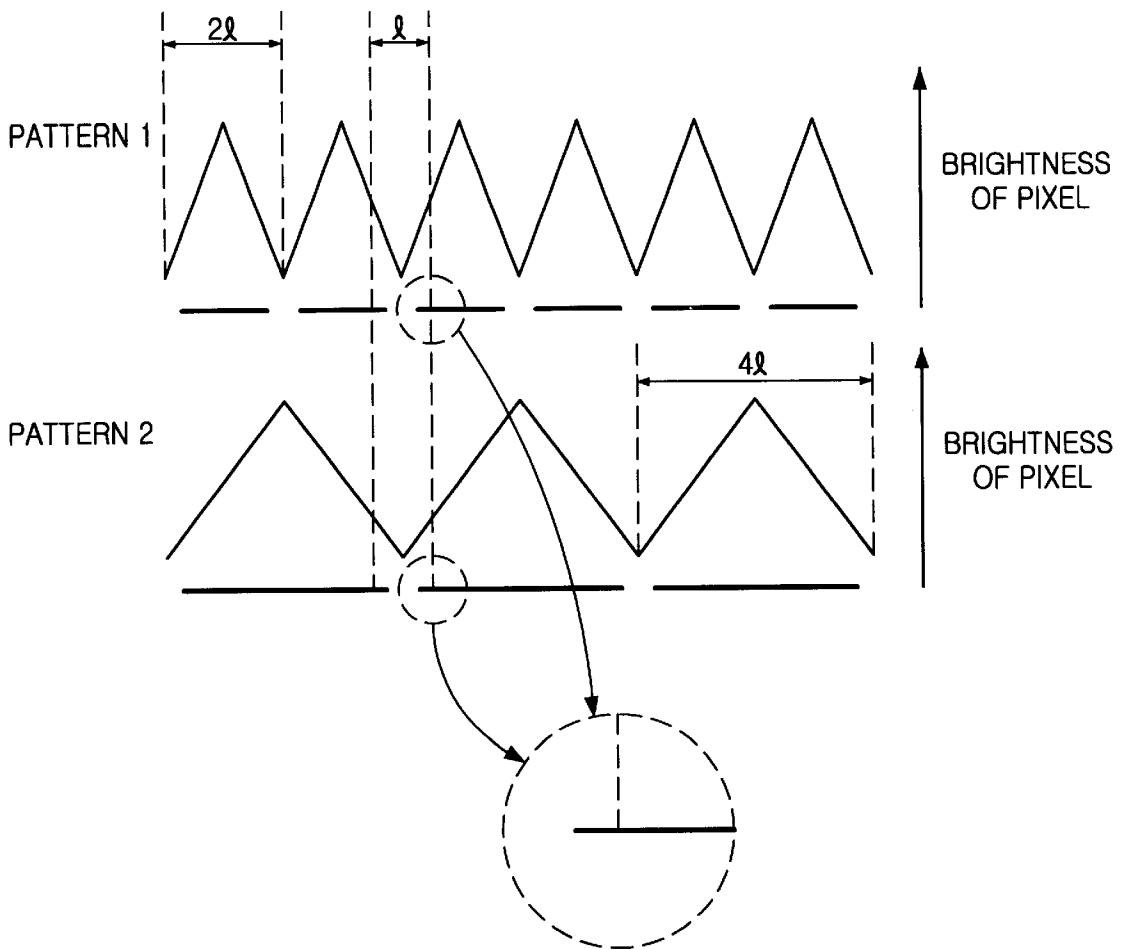 2ℓ
ℓ
PATTERN 1
BRIGHTNESS
OF PIXEL
4ℓ
PATTERN 2
BRIGHTNESS
OF PIXEL